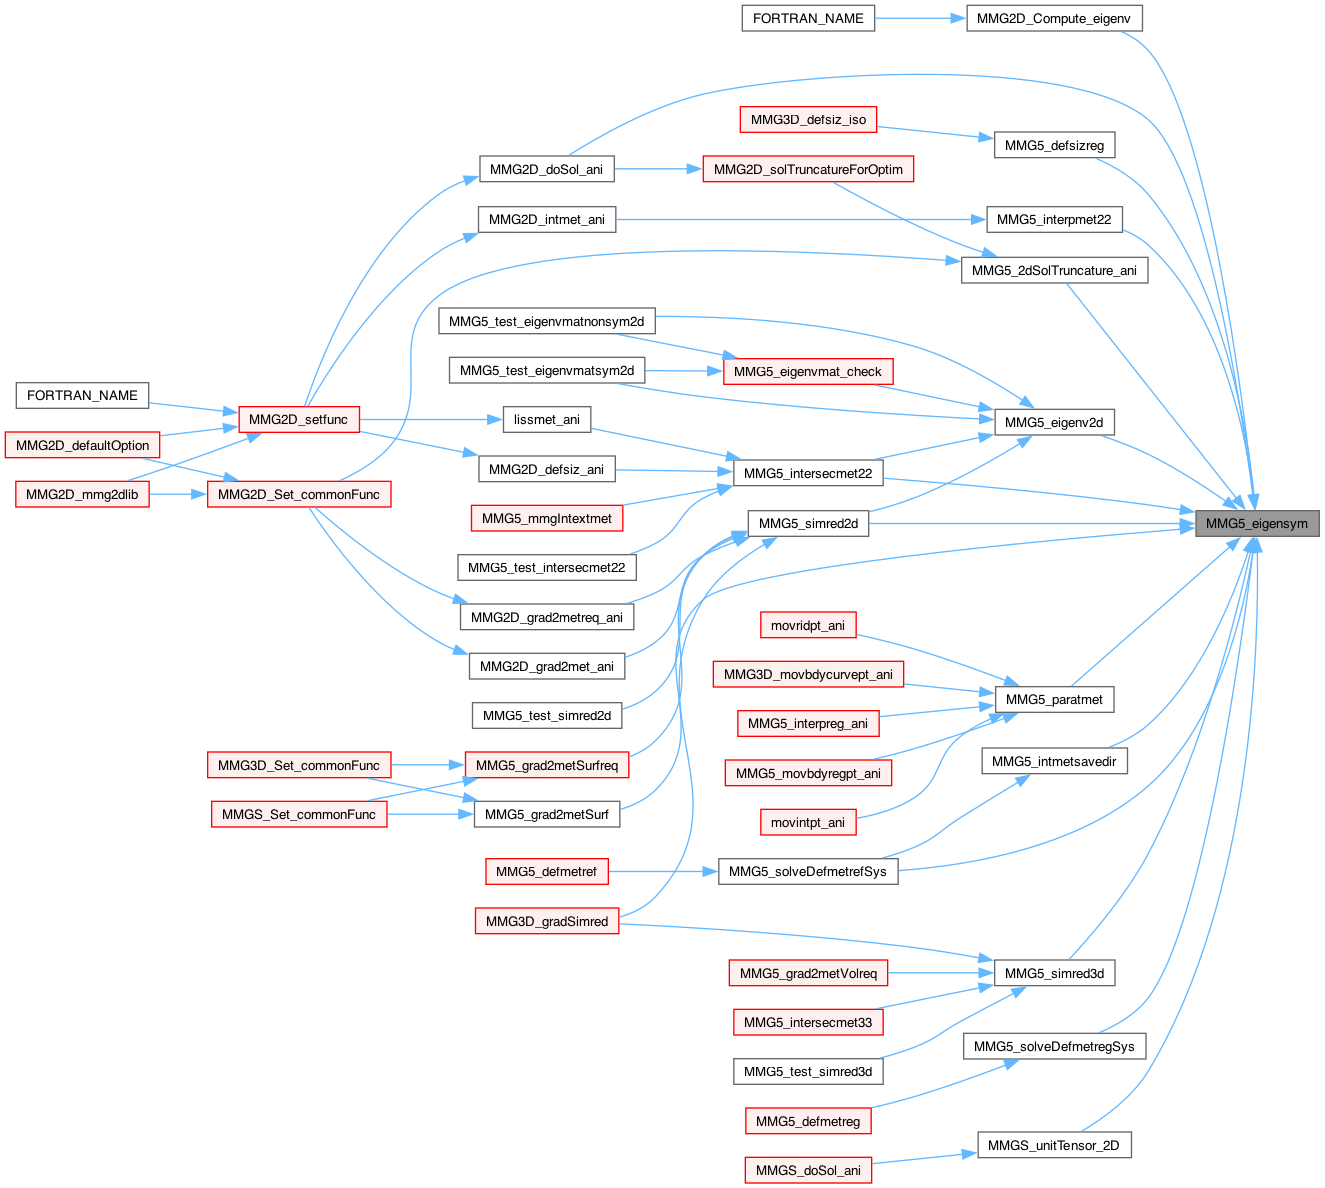 FORTRAN_NAME
MMG2D_Compute_eigenv
MMG3D_defsiz_iso
MMG5_defsizreg
MMG2D_doSol_ani
MMG2D_solTruncatureForOptim
MMG2D_intmet_ani
MMG5_interpmet22
MMG5_2dSolTruncature_ani
MMG5_test_eigenvmatnonsym2d
MMG5_test_eigenvmatsym2d
MMG5_eigenvmat_check
FORTRAN_NAME
MMG2D_setfunc
lissmet_ani
MMG5_eigenv2d
MMG2D_defaultOption
MMG2D_defsiz_ani
MMG5_intersecmet22
MMG2D_mmg2dlib
MMG2D_Set_commonFunc
MMG5_mmgIntextmet
MMG5_simred2d
MMG5_eigensym
MMG5_test_intersecmet22
MMG2D_grad2metreq_ani
movridpt_ani
MMG2D_grad2met_ani
MMG3D_movbdycurvept_ani
MMG5_paratmet
MMG5_test_simred2d
MMG5_interpreg_ani
MMG3D_Set_commonFunc
MMG5_grad2metSurfreq
MMG5_movbdyregpt_ani
MMG5_intmetsavedir
MMGS_Set_commonFunc
MMG5_grad2metSurf
movintpt_ani
MMG5_defmetref
MMG5_solveDefmetrefSys
MMG3D_gradSimred
MMG5_grad2metVolreq
MMG5_simred3d
MMG5_intersecmet33
MMG5_solveDefmetregSys
MMG5_test_simred3d
MMG5_defmetreg
MMGS_unitTensor_2D
MMGS_doSol_ani